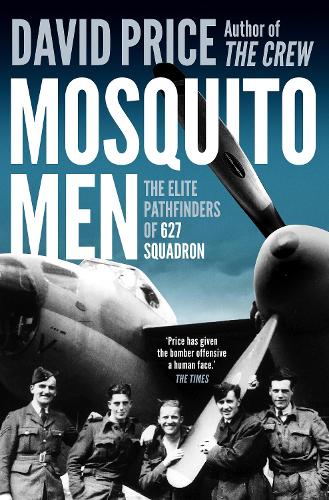 DAVID PRICE
Author of
THE CREW
MOSQUITO
MEN
THE ELITE
PATHFINDERS
OF 627
SQUADRON
'Price has given
the bomber offensive
a human face.'
THE TIMES